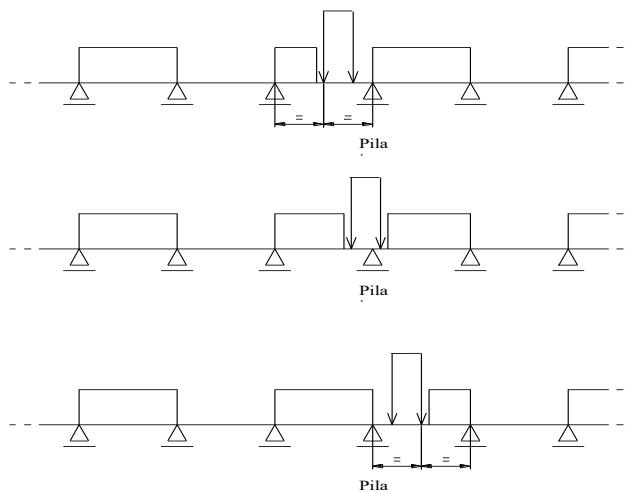 = =
Pila
Pila
= =
Pila